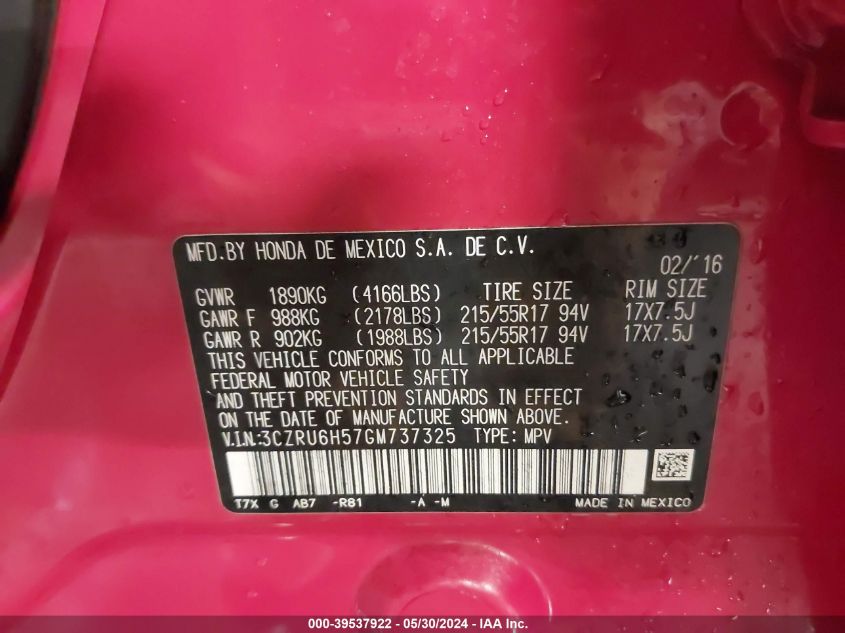 MFD.BY HONDA DE MEXICO S.A. DE C.V.
02/'16
GVWR 1890KG (4166LBS) TIRE SIZE RIM SIZE
GAWR F 988KG (2178LBS) 215/55R17 94V 17X7.5J
GAWR R 902KG (1988LBS) 215/55R17 94V 17X7.5J
THIS VEHICLE CONFORMS TO ALL APPLICABLE
FEDERAL MOTOR VEHICLE SAFETY
AND THEFT PREVENTION STANDARDS IN EFFECT
ON THE DATE OF MANUFACTURE SHOWN ABOVE.
V.I.N:3CZRU6H57GM737325 TYPE: MPV
T7X G AB7 -R81 -A -M MADE IN MEXICO
000-39537922 - 05/30/2024 - IAA Inc.